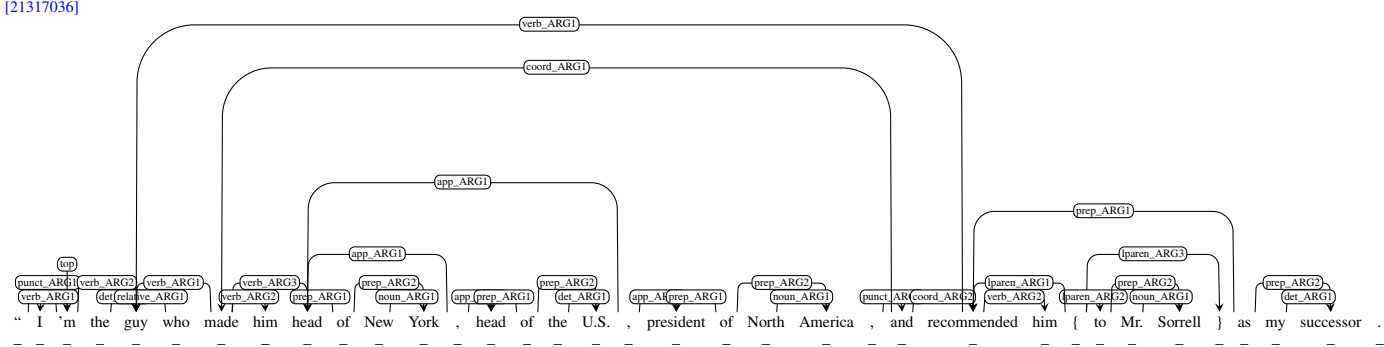 [21317036]
verb_ARG1
coord_ARG1
app_ARG1
prep_ARG1
app_ARG1 lparen_ARG3
top
punct_ARG1 verb_ARG2 verb_ARG1 verb_ARG3 prep_ARG2 prep_ARG2 prep_ARG2 lparen_ARG1 prep_ARG2 prep_ARG2
verb_ARG1 relative_ARG1 verb_ARG2 prep_ARG1 noun_ARG1 prep_ARG1 det_ARG1 prep_ARG1 noun_ARG1 coord_ARG2 verb_ARG2 noun_ARG1 det_ARG1
“ I 'm the guy who made him head of New York , head of the U.S. , president of North America , and recommended him { to Mr. Sorrell } as my successor .
_ _ _ _ _ _ _ _ _ _ _ _ _ _ _ _ _ _ _ _ _ _ _ _ _ _ _ _ _ _ _ _ _ _ _ _